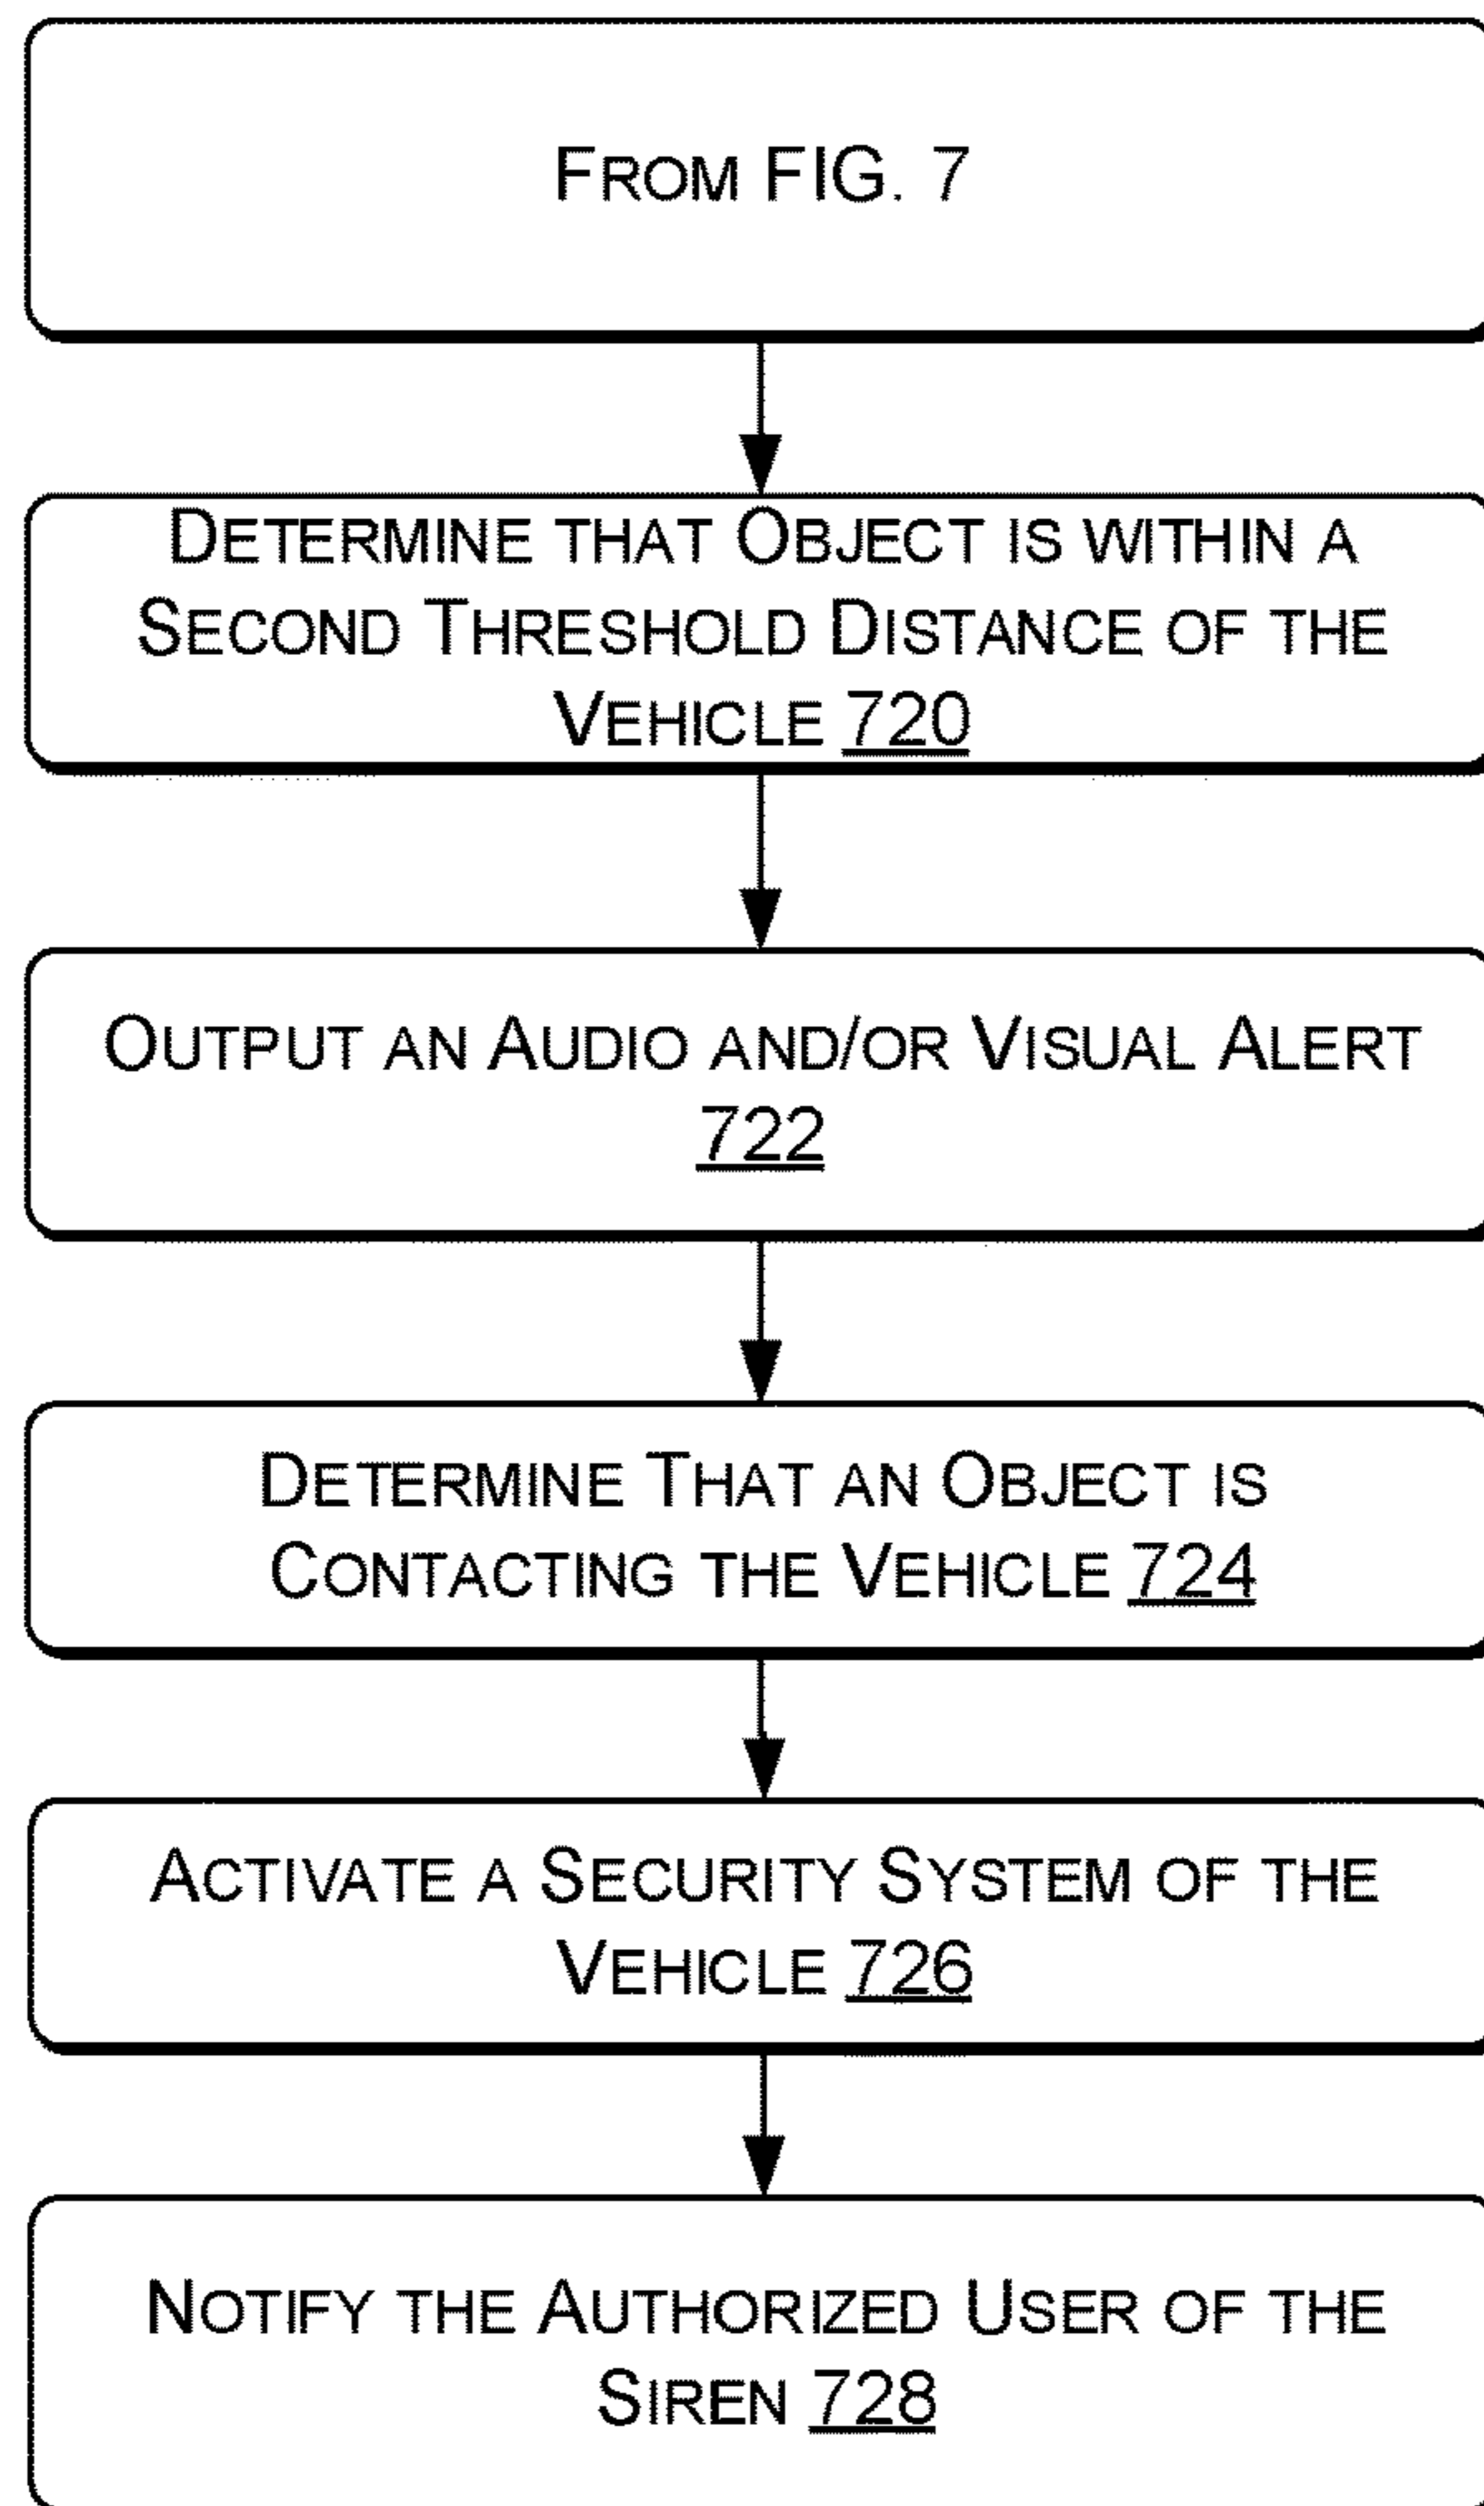 FROM FIG. 7
DETERMINE THAT OBJECT IS WITHIN A
SECOND THRESHOLD DISTANCE OF THE
VEHICLE 720
OUTPUT AN AUDIO AND/OR VISUAL ALERT
722
DETERMINE THAT AN OBJECT IS
CONTACTING THE VEHICLE 724
ACTIVATE A SECURITY SYSTEM OF THE
VEHICLE 726
NOTIFY THE AUTHORIZED USER OF THE
SIREN 728